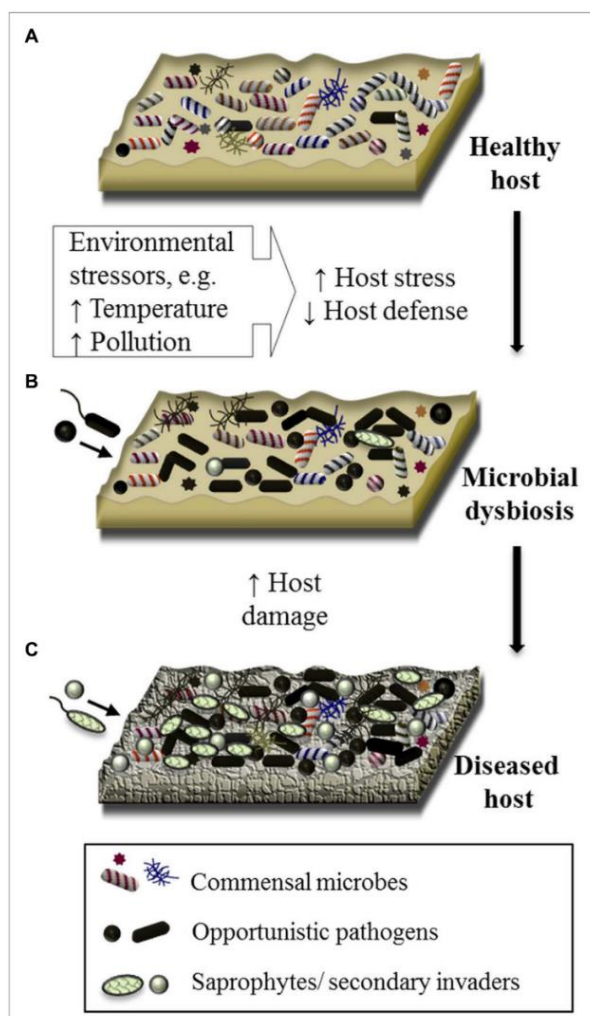 A
Healthy
host
Environmental
stressors, e.g.
↑ Temperature
↑ Pollution
↑ Host stress
↓ Host defense
B
Microbial
dysbiosis
↑ Host
damage
C
Diseased
host
Commensal microbes
Opportunistic pathogens
Saprophytes/ secondary invaders